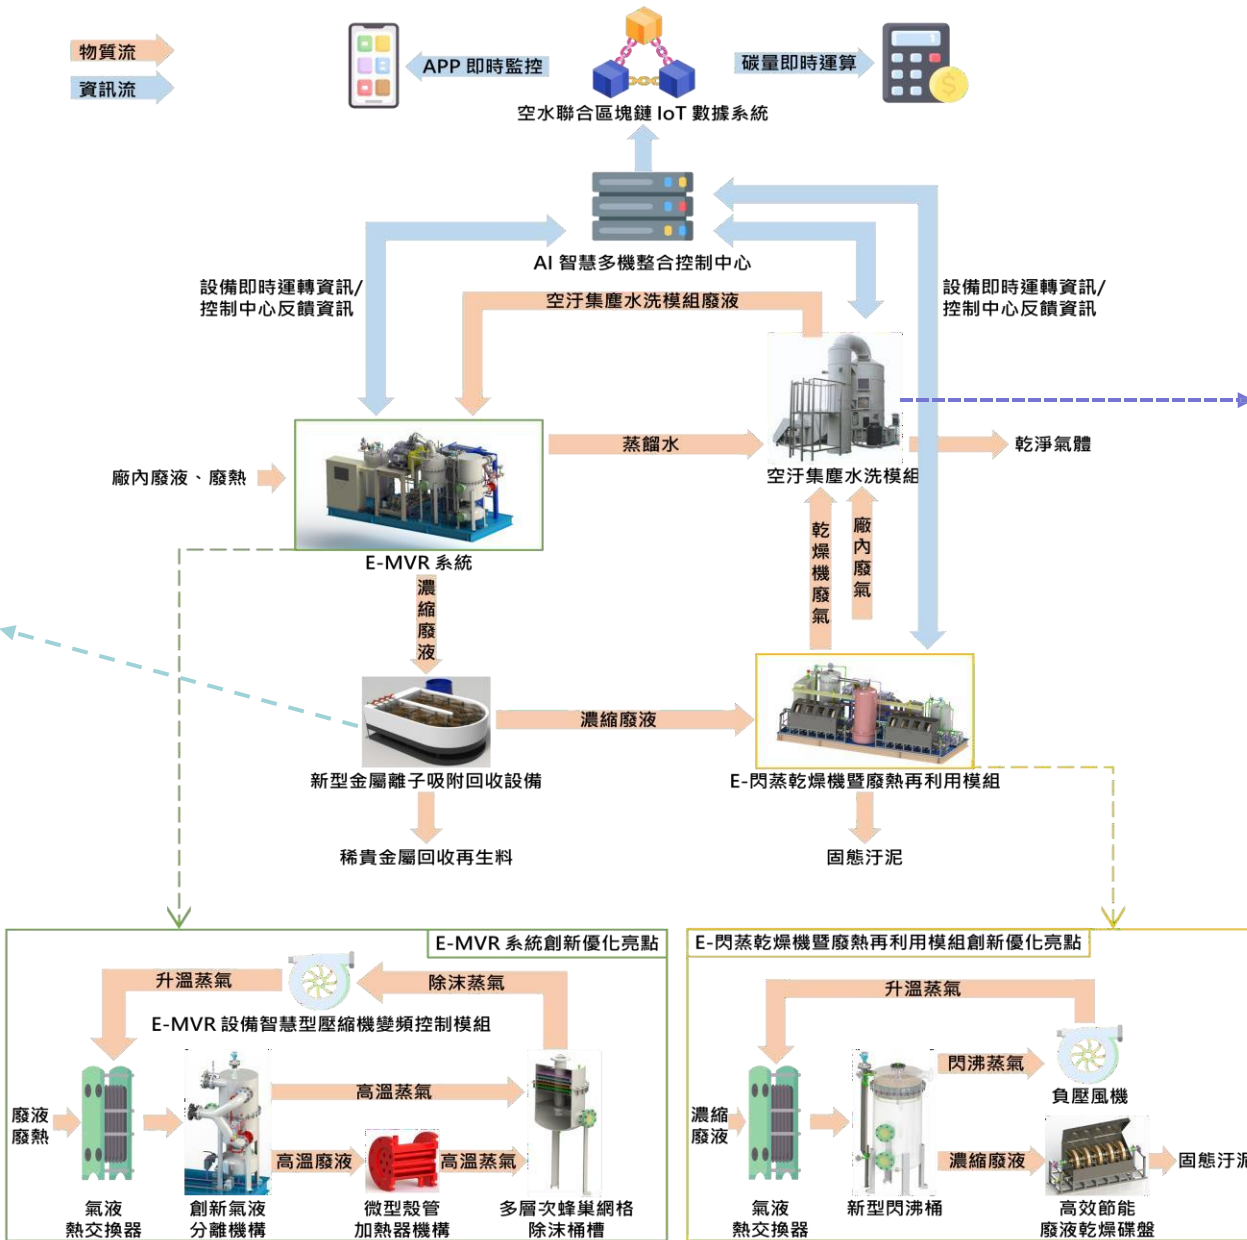 物質流
資訊流
APP 即時監控
碳量即時運算
空水聯合區塊鏈 IoT 數據系統
AI 智慧多機整合控制中心
設備即時運轉資訊/
控制中心反饋資訊
空汙集塵水洗模組廢液
設備即時運轉資訊/
控制中心反饋資訊
廠內廢液、廢熱
蒸餾水
空汙集塵水洗模組
乾淨氣體
E-MVR 系統
濃縮廢液
乾燥機廢氣
廠內廢氣
濃縮廢液
新型金屬離子吸附回收設備
E-閃蒸乾燥機暨廢熱再利用模組
稀貴金屬回收再生料
固態汙泥
E-MVR 系統創新優化亮點
升溫蒸氣
除沫蒸氣
E-MVR 設備智慧型壓縮機變頻控制模組
廢液
廢熱
高溫蒸氣
高溫廢液
高溫蒸氣
氣液
熱交換器
創新氣液
分離機構
微型殼管
加熱器機構
多層次蜂巢網格
除沫桶槽
E-閃蒸乾燥機暨廢熱再利用模組創新優化亮點
升溫蒸氣
閃沸蒸氣
負壓風機
濃縮
廢液
濃縮廢液
固態汙泥
氣液
熱交換器
新型閃沸桶
高效節能
廢液乾燥碟盤